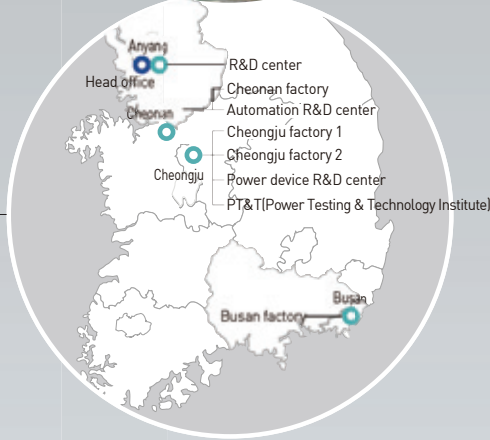 Anyang
R&D center
Head office
Cheonan factory
Cheonan
Automation R&D center
Cheongju factory 1
Cheongju factory 2
Cheongju
Power device R&D center
PT&T(Power Testing & Technology Institute)
Busan
Busan factory